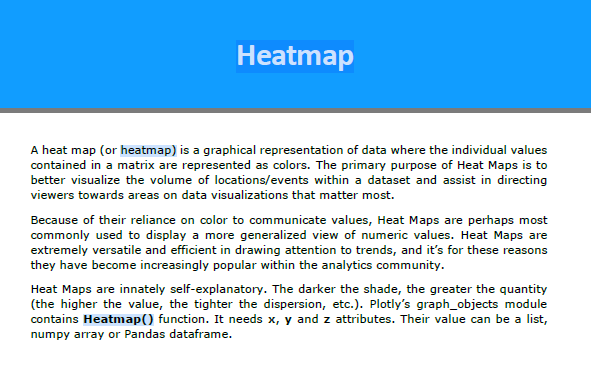 Heatmap
A heat map (or heatmap) is a graphical representation of data where the individual values
contained in a matrix are represented as colors. The primary purpose of Heat Maps is to
better visualize the volume of locations/events within a dataset and assist in directing
viewers towards areas on data visualizations that matter most.
Because of their reliance on color to communicate values, Heat Maps are perhaps most
commonly used to display a more generalized view of numeric values. Heat Maps are
extremely versatile and efficient in drawing attention to trends, and it’s for these reasons
they have become increasingly popular within the analytics community.
Heat Maps are innately self-explanatory. The darker the shade, the greater the quantity
(the higher the value, the tighter the dispersion, etc.). Plotly’s graph_objects module
contains Heatmap() function. It needs x, y and z attributes. Their value can be a list,
numpy array or Pandas dataframe.